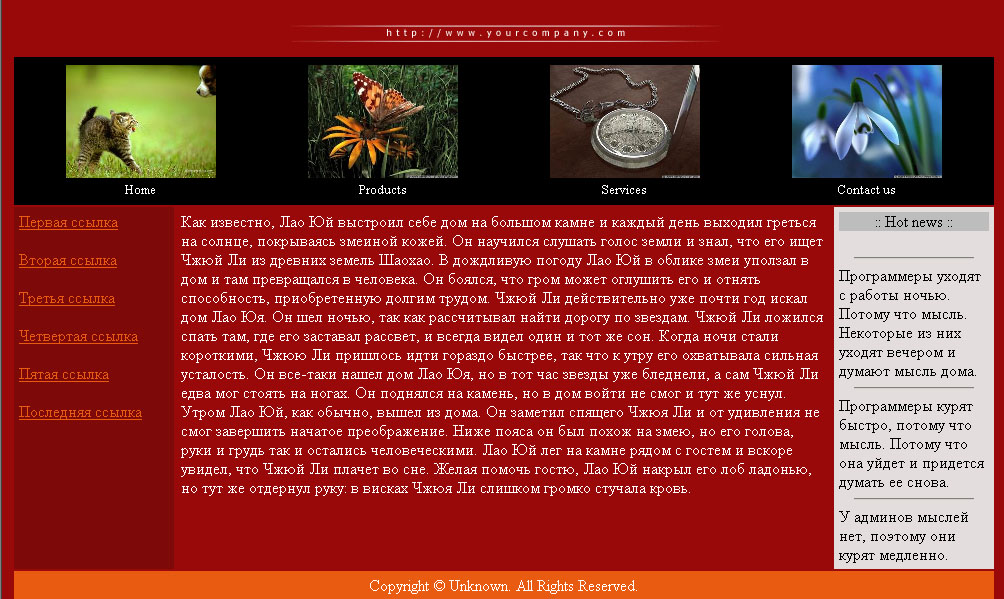 http://www.yourcompany.com
Home
Products
Services
Contact us
Первая ссылка
Вторая ссылка
Третья ссылка
Четвертая ссылка
Пятая ссылка
Последняя ссылка
Как известно, Лао Юй выстроил себе дом на большом камне и каждый день выходил греться
на солнце, покрываясь змеиной кожей. Он научился слушать голос земли и знал, что его ищет
Чжюй Ли из древних земель Шаохао. В дождливую погоду Лао Юй в облике змеи уползал в
дом и там превращался в человека. Он боялся, что гром может оглушить его и отнять
способность, приобретенную долгим трудом. Чжюй Ли действительно уже почти год искал
дом Лао Юя. Он шел ночью, так как рассчитывал найти дорогу по звездам. Чжюй Ли ложился
спать там, где его заставал рассвет, и всегда видел один и тот же сон. Когда ночи стали
короткими, Чжюю Ли пришлось идти гораздо быстрее, так что к утру его охватывала сильная
усталость. Он все-таки нашел дом Лао Юя, но в тот час звезды уже бледнели, а сам Чжюй Ли
едва мог стоять на ногах. Он поднялся на камень, но в дом войти не смог и тут же уснул.
Утром Лао Юй, как обычно, вышел из дома. Он заметил спящего Чжюя Ли и от удивления не
смог завершить начатое преображение. Ниже пояса он был похож на змею, но его голова,
руки и грудь так и остались человеческими. Лао Юй лег на камне рядом с гостем и вскоре
увидел, что Чжюй Ли плачет во сне. Желая помочь гостю, Лао Юй накрыл его лоб ладонью,
но тут же отдернул руку: в висках Чжюя Ли слишком громко стучала кровь.
:: Hot news ::
Программеры уходят
с работы ночью.
Потому что мысль.
Некоторые из них
уходят вечером и
думают мысль дома.
Программеры курят
быстро, потому что
мысль. Потому что
она уйдет и придется
думать ее снова.
У админов мыслей
нет, поэтому они
курят медленно.
Copyright © Unknown. All Rights Reserved.